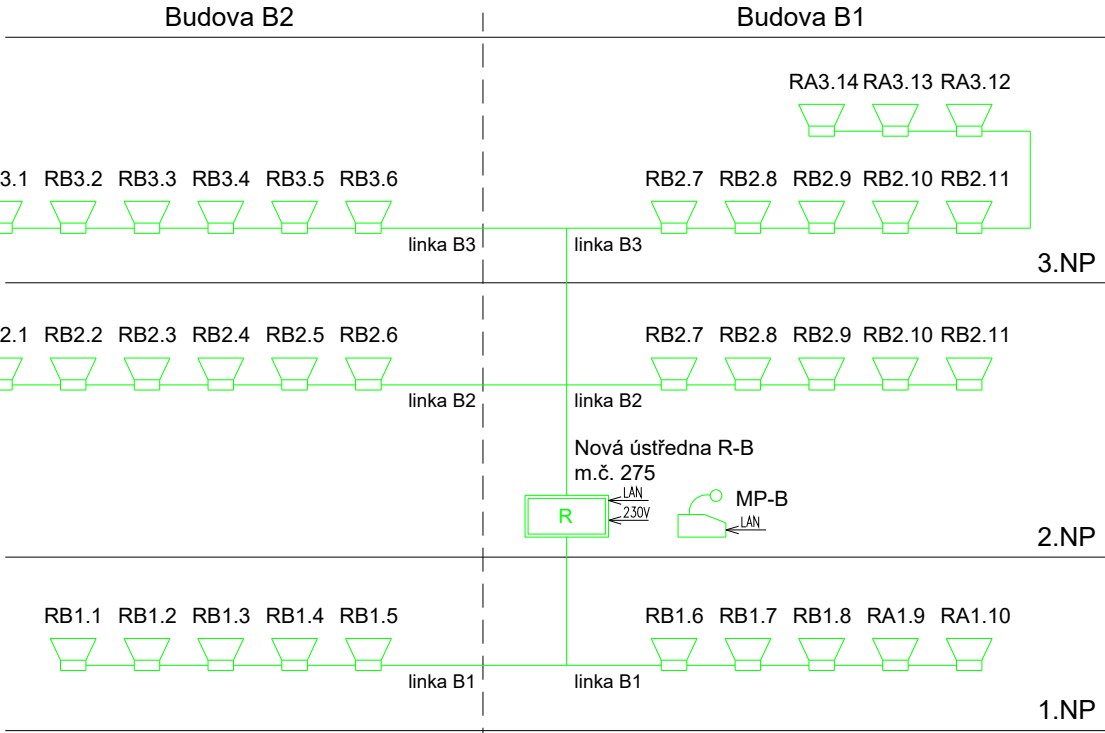 Budova B2 Budova B1
RA3.14 RA3.13 RA3.12
3.1 RB3.2 RB3.3 RB3.4 RB3.5 RB3.6 RB2.7 RB2.8 RB2.9 RB2.10 RB2.11
linka B3 linka B3
3.NP
2.1 RB2.2 RB2.3 RB2.4 RB2.5 RB2.6 RB2.7 RB2.8 RB2.9 RB2.10 RB2.11
linka B2 linka B2
Nová ústředna R-B
m.č. 275
LAN
R 230V
MP-B
LAN
2.NP
RB1.1 RB1.2 RB1.3 RB1.4 RB1.5 RB1.6 RB1.7 RB1.8 RA1.9 RA1.10
linka B1 linka B1
1.NP